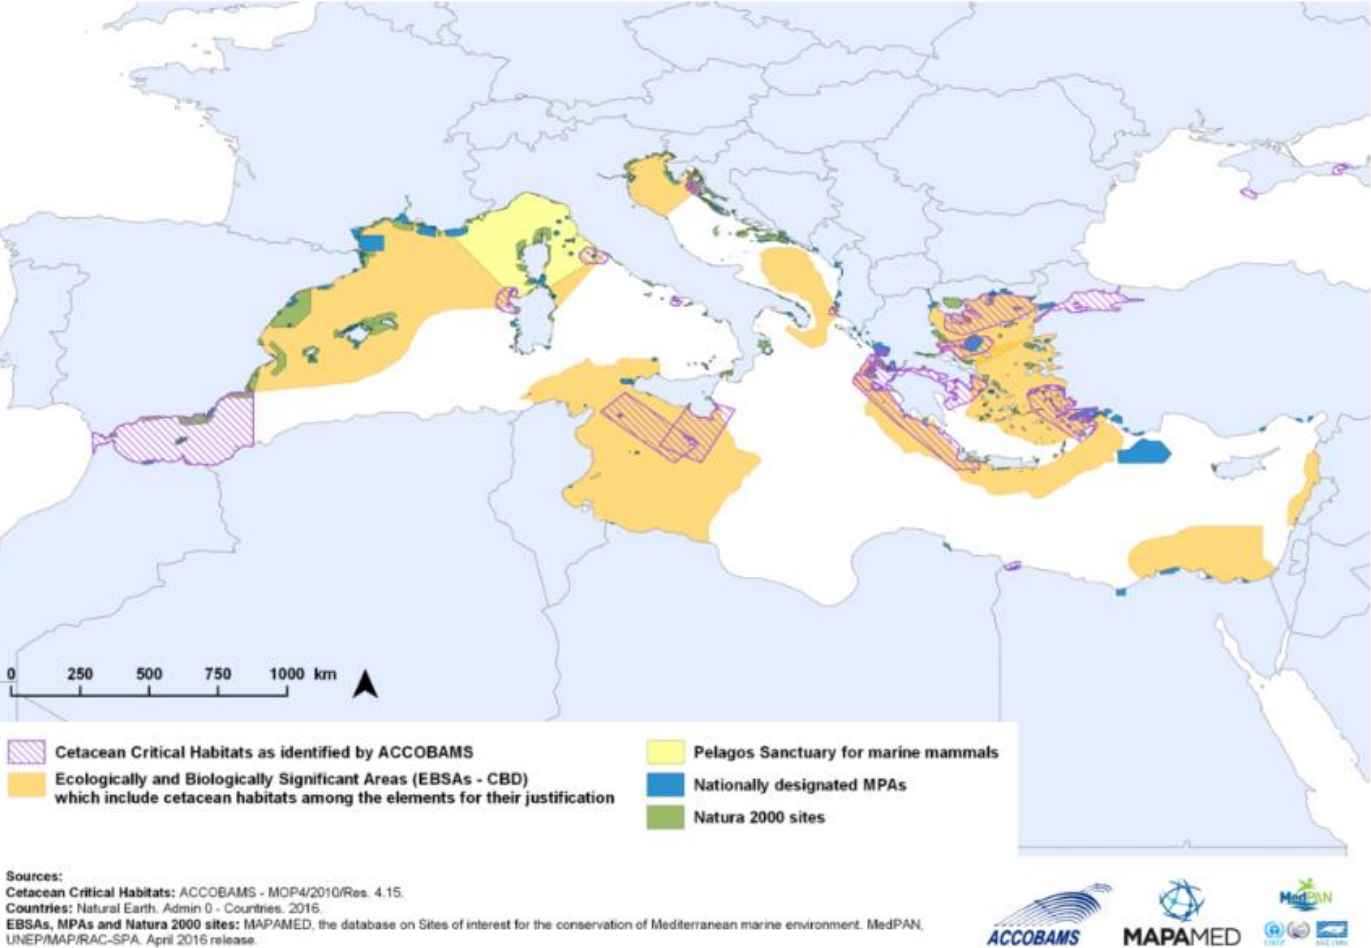 0 250 500 750 1000 km
Cetacean Critical Habitats as identified by ACCOBAMS
Ecologically and Biologically Significant Areas (EBSAs - CBD)
which include cetacean habitats among the elements for their justification
Pelagos Sanctuary for marine mammals
Nationally designated MPAs
Natura 2000 sites
Sources:
Cetacean Critical Habitats: ACCOBAMS - MOP4/2010/Res. 4.15.
Countries: Natural Earth. Admin 0 - Countries. 2016.
EBSAs, MPAs and Natura 2000 sites: MAPAMED, the database on Sites of interest for the conservation of Mediterranean marine environment. MedPAN,
UNEP/MAP/RAC-SPA. April 2016 release.
ACCOBAMS
MAPAMED
MedPAN